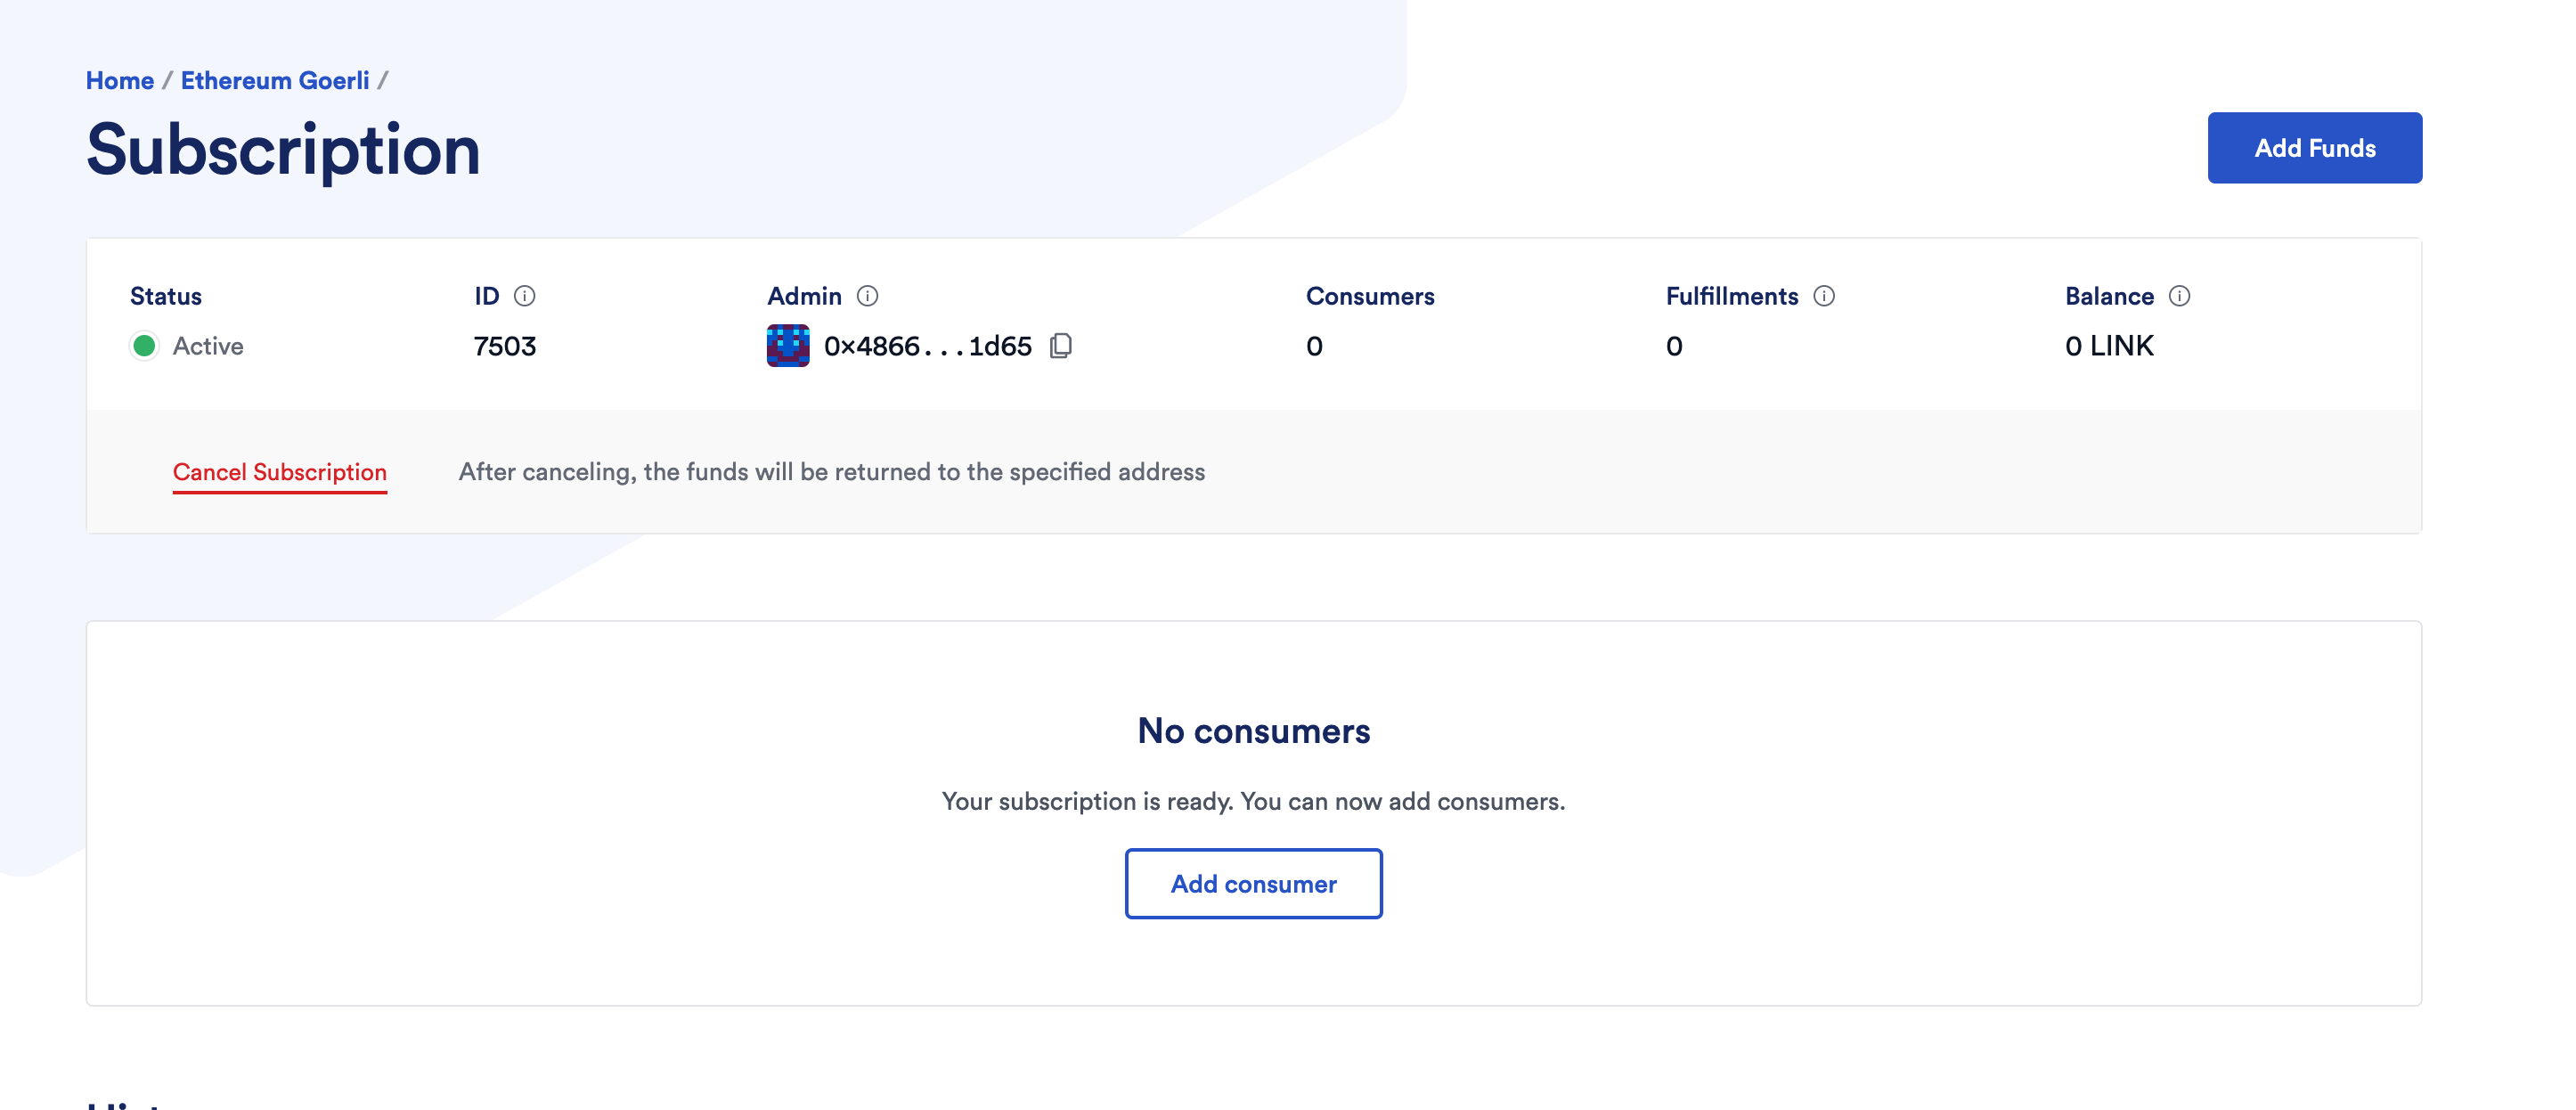 Home / Ethereum Goerli /
Subscription
Add Funds
Status ID Admin Consumers Fulfillments Balance
Active 7503 0x4866...1d65 0 0 0 LINK
Cancel Subscription After canceling, the funds will be returned to the specified address
No consumers
Your subscription is ready. You can now add consumers.
Add consumer